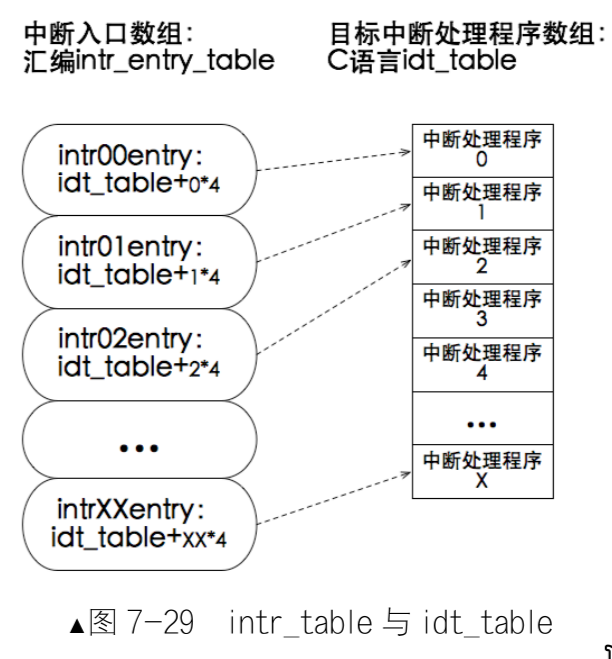 中断入口数组：
汇编intr_entry_table
目标中断处理程序数组：
C语言idt_table
intr00entry:
idt_table+0*4
intr01entry:
idt_table+1*4
intr02entry:
idt_table+2*4
...
intrXXentry:
idt_table+XX*4
中断处理程序
0
中断处理程序
1
中断处理程序
2
中断处理程序
3
中断处理程序
4
...
中断处理程序
X
▲图 7-29 intr_table 与 idt_table